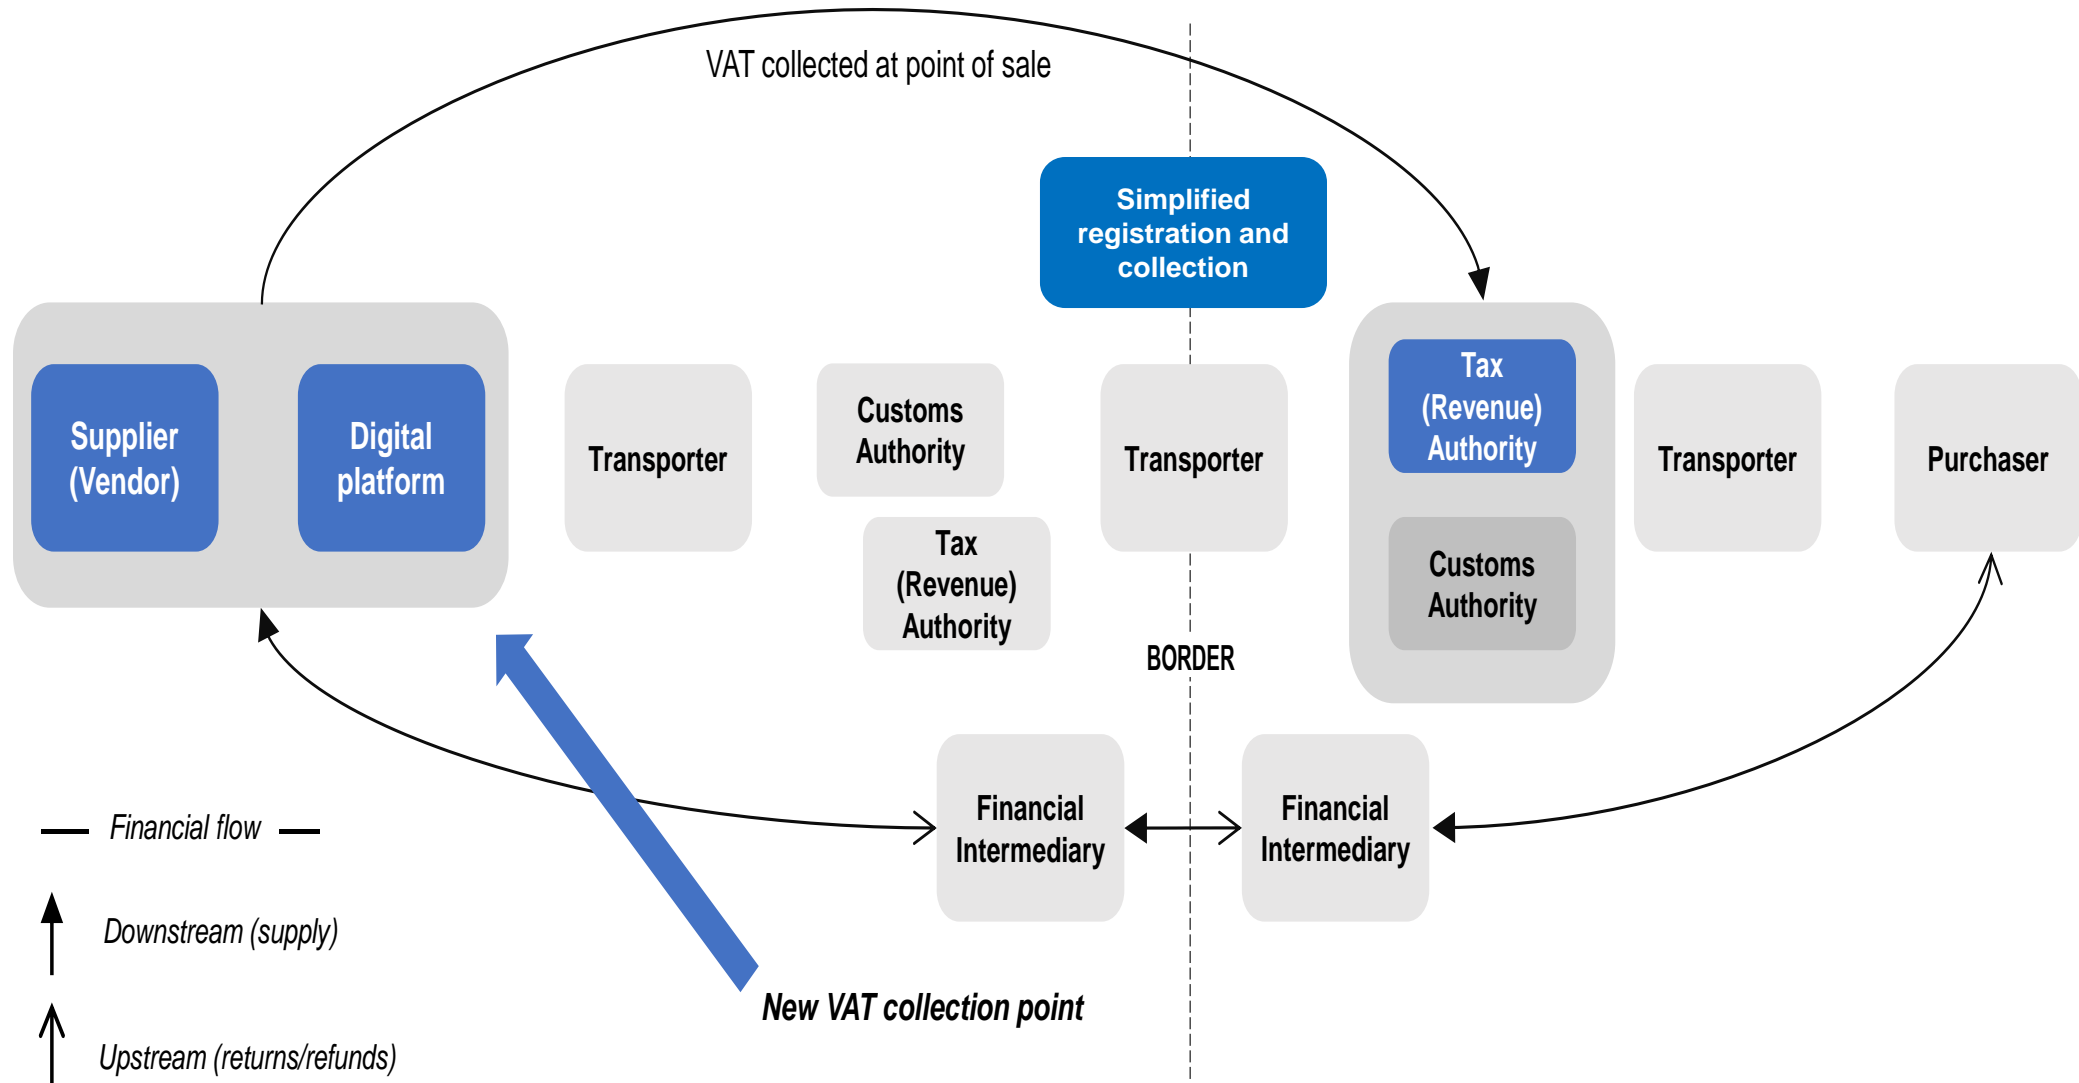 VAT collected at point of sale
Simplified
registration and
collection
Supplier
(Vendor)
Digital
platform
Transporter
Customs
Authority
Tax
(Revenue)
Authority
Transporter
BORDER
Tax
(Revenue)
Authority
Customs
Authority
Transporter
Purchaser
Financial
Intermediary
Financial
Intermediary
Financial flow
Downstream (supply)
New VAT collection point
Upstream (returns/refunds)